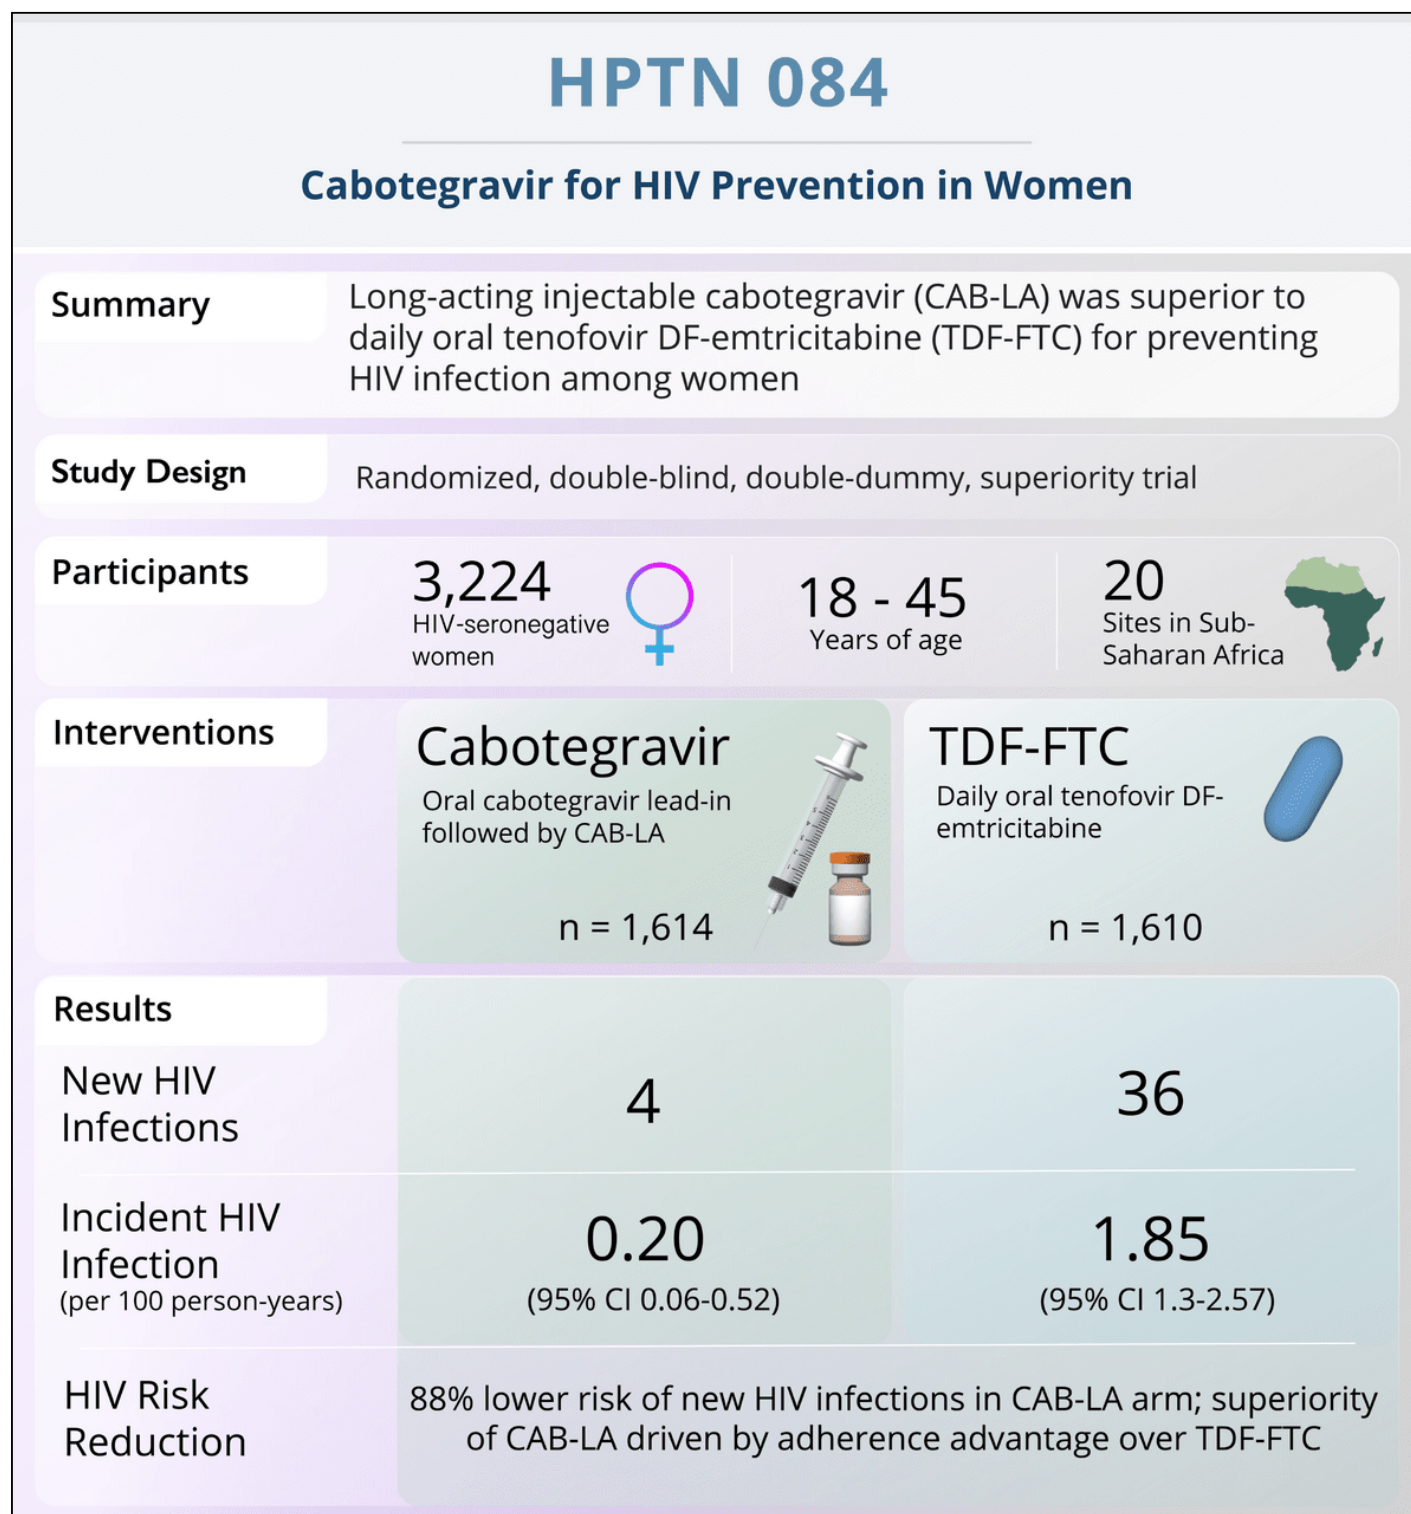 HPTN 084
Cabotegravir for HIV Prevention in Women
Summary
Long-acting injectable cabotegravir (CAB-LA) was superior to
daily oral tenofovir DF-emtricitabine (TDF-FTC) for preventing
HIV infection among women
Study Design
Randomized, double-blind, double-dummy, superiority trial
Participants
3,224
HIV-seronegative
women
18 - 45
Years of age
20
Sites in Sub-
Saharan Africa
Interventions
Cabotegravir
Oral cabotegravir lead-in
followed by CAB-LA
n = 1,614
TDF-FTC
Daily oral tenofovir DF-
emtricitabine
n = 1,610
Results
New HIV
Infections
4
36
Incident HIV
Infection
(per 100 person-years)
0.20
(95% CI 0.06-0.52)
1.85
(95% CI 1.3-2.57)
HIV Risk
Reduction
88% lower risk of new HIV infections in CAB-LA arm; superiority
of CAB-LA driven by adherence advantage over TDF-FTC